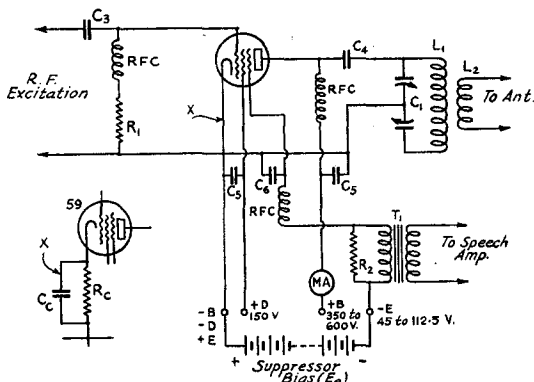 C3
C4
L1
L2
RFC
R.F.
Excitation
R1
X
RFC
C1
To Ant.
C5
C6
C5
RFC
59
X
Cc
Rc
T1
R2
To Speech
Amp.
MA
-B
-D
+E
+D
150 V
+B
350 to
600 V.
-E
45 to 112.5 V.
+
-
Suppressor
Bias (Ec)